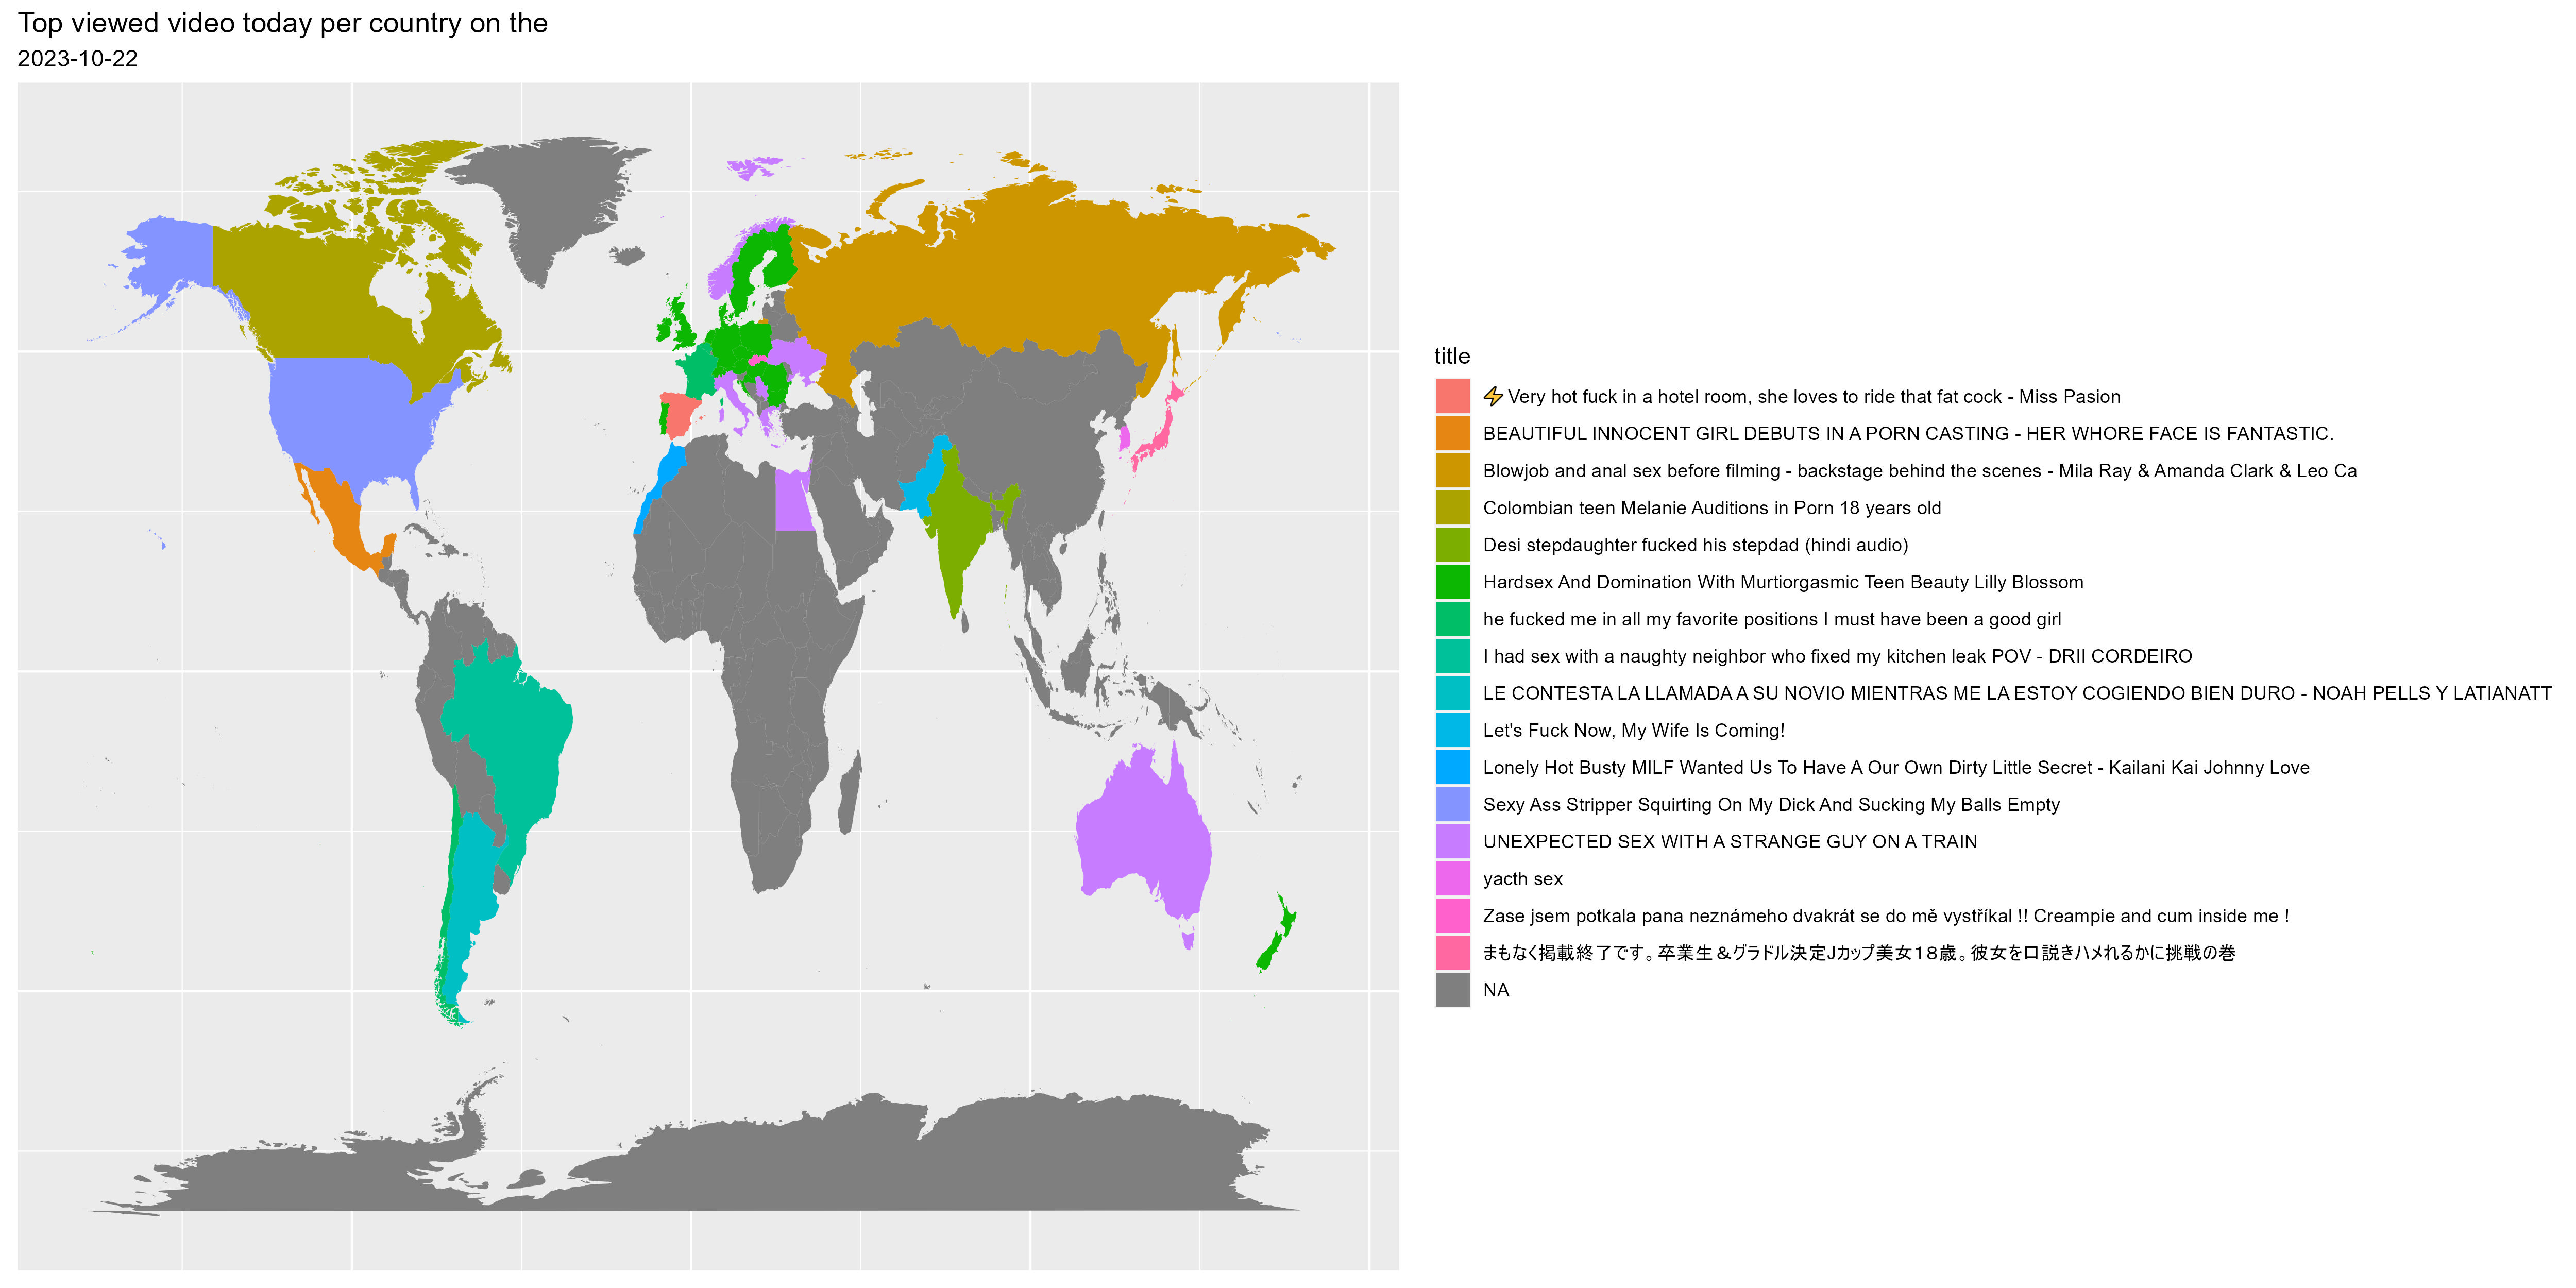 Top viewed video today per country on the
2023-10-22
title
⚡ Very hot fuck in a hotel room, she loves to ride that fat cock - Miss Pasion
BEAUTIFUL INNOCENT GIRL DEBUTS IN A PORN CASTING - HER WHORE FACE IS FANTASTIC.
Blowjob and anal sex before filming - backstage behind the scenes - Mila Ray & Amanda Clark & Leo Ca
Colombian teen Melanie Auditions in Porn 18 years old
Desi stepdaughter fucked his stepdad (hindi audio)
Hardsex And Domination With Murtiorgasmic Teen Beauty Lilly Blossom
he fucked me in all my favorite positions I must have been a good girl
I had sex with a naughty neighbor who fixed my kitchen leak POV - DRII CORDEIRO
LE CONTESTA LA LLAMADA A SU NOVIO MIENTRAS ME LA ESTOY COGIENDO BIEN DURO - NOAH PELLS Y LATIANATT
Let's Fuck Now, My Wife Is Coming!
Lonely Hot Busty MILF Wanted Us To Have A Our Own Dirty Little Secret - Kailani Kai Johnny Love
Sexy Ass Stripper Squirting On My Dick And Sucking My Balls Empty
UNEXPECTED SEX WITH A STRANGE GUY ON A TRAIN
yacth sex
Zase jsem potkala pana neznámeho dvakrát se do mě vystříkal !! Creampie and cum inside me !
まもなく掲載終了です。卒業生＆グラドル決定Jカップ美女１８歳。彼女を口説きハメれるかに挑戦の巻
NA